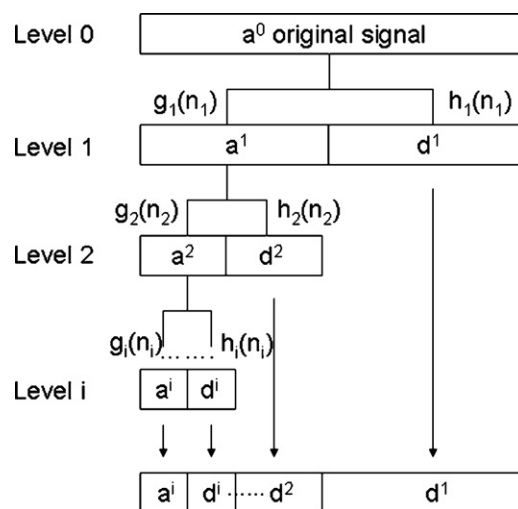 Level 0 a⁰ original signal
g₁(n₁) h₁(n₁)
Level 1 a¹ d¹
g₂(n₂) h₂(n₂)
Level 2 a² d²
gᵢ(nᵢ) hᵢ(nᵢ)
.... ....
Level i aⁱ dⁱ
aⁱ dⁱ ...... d² d¹